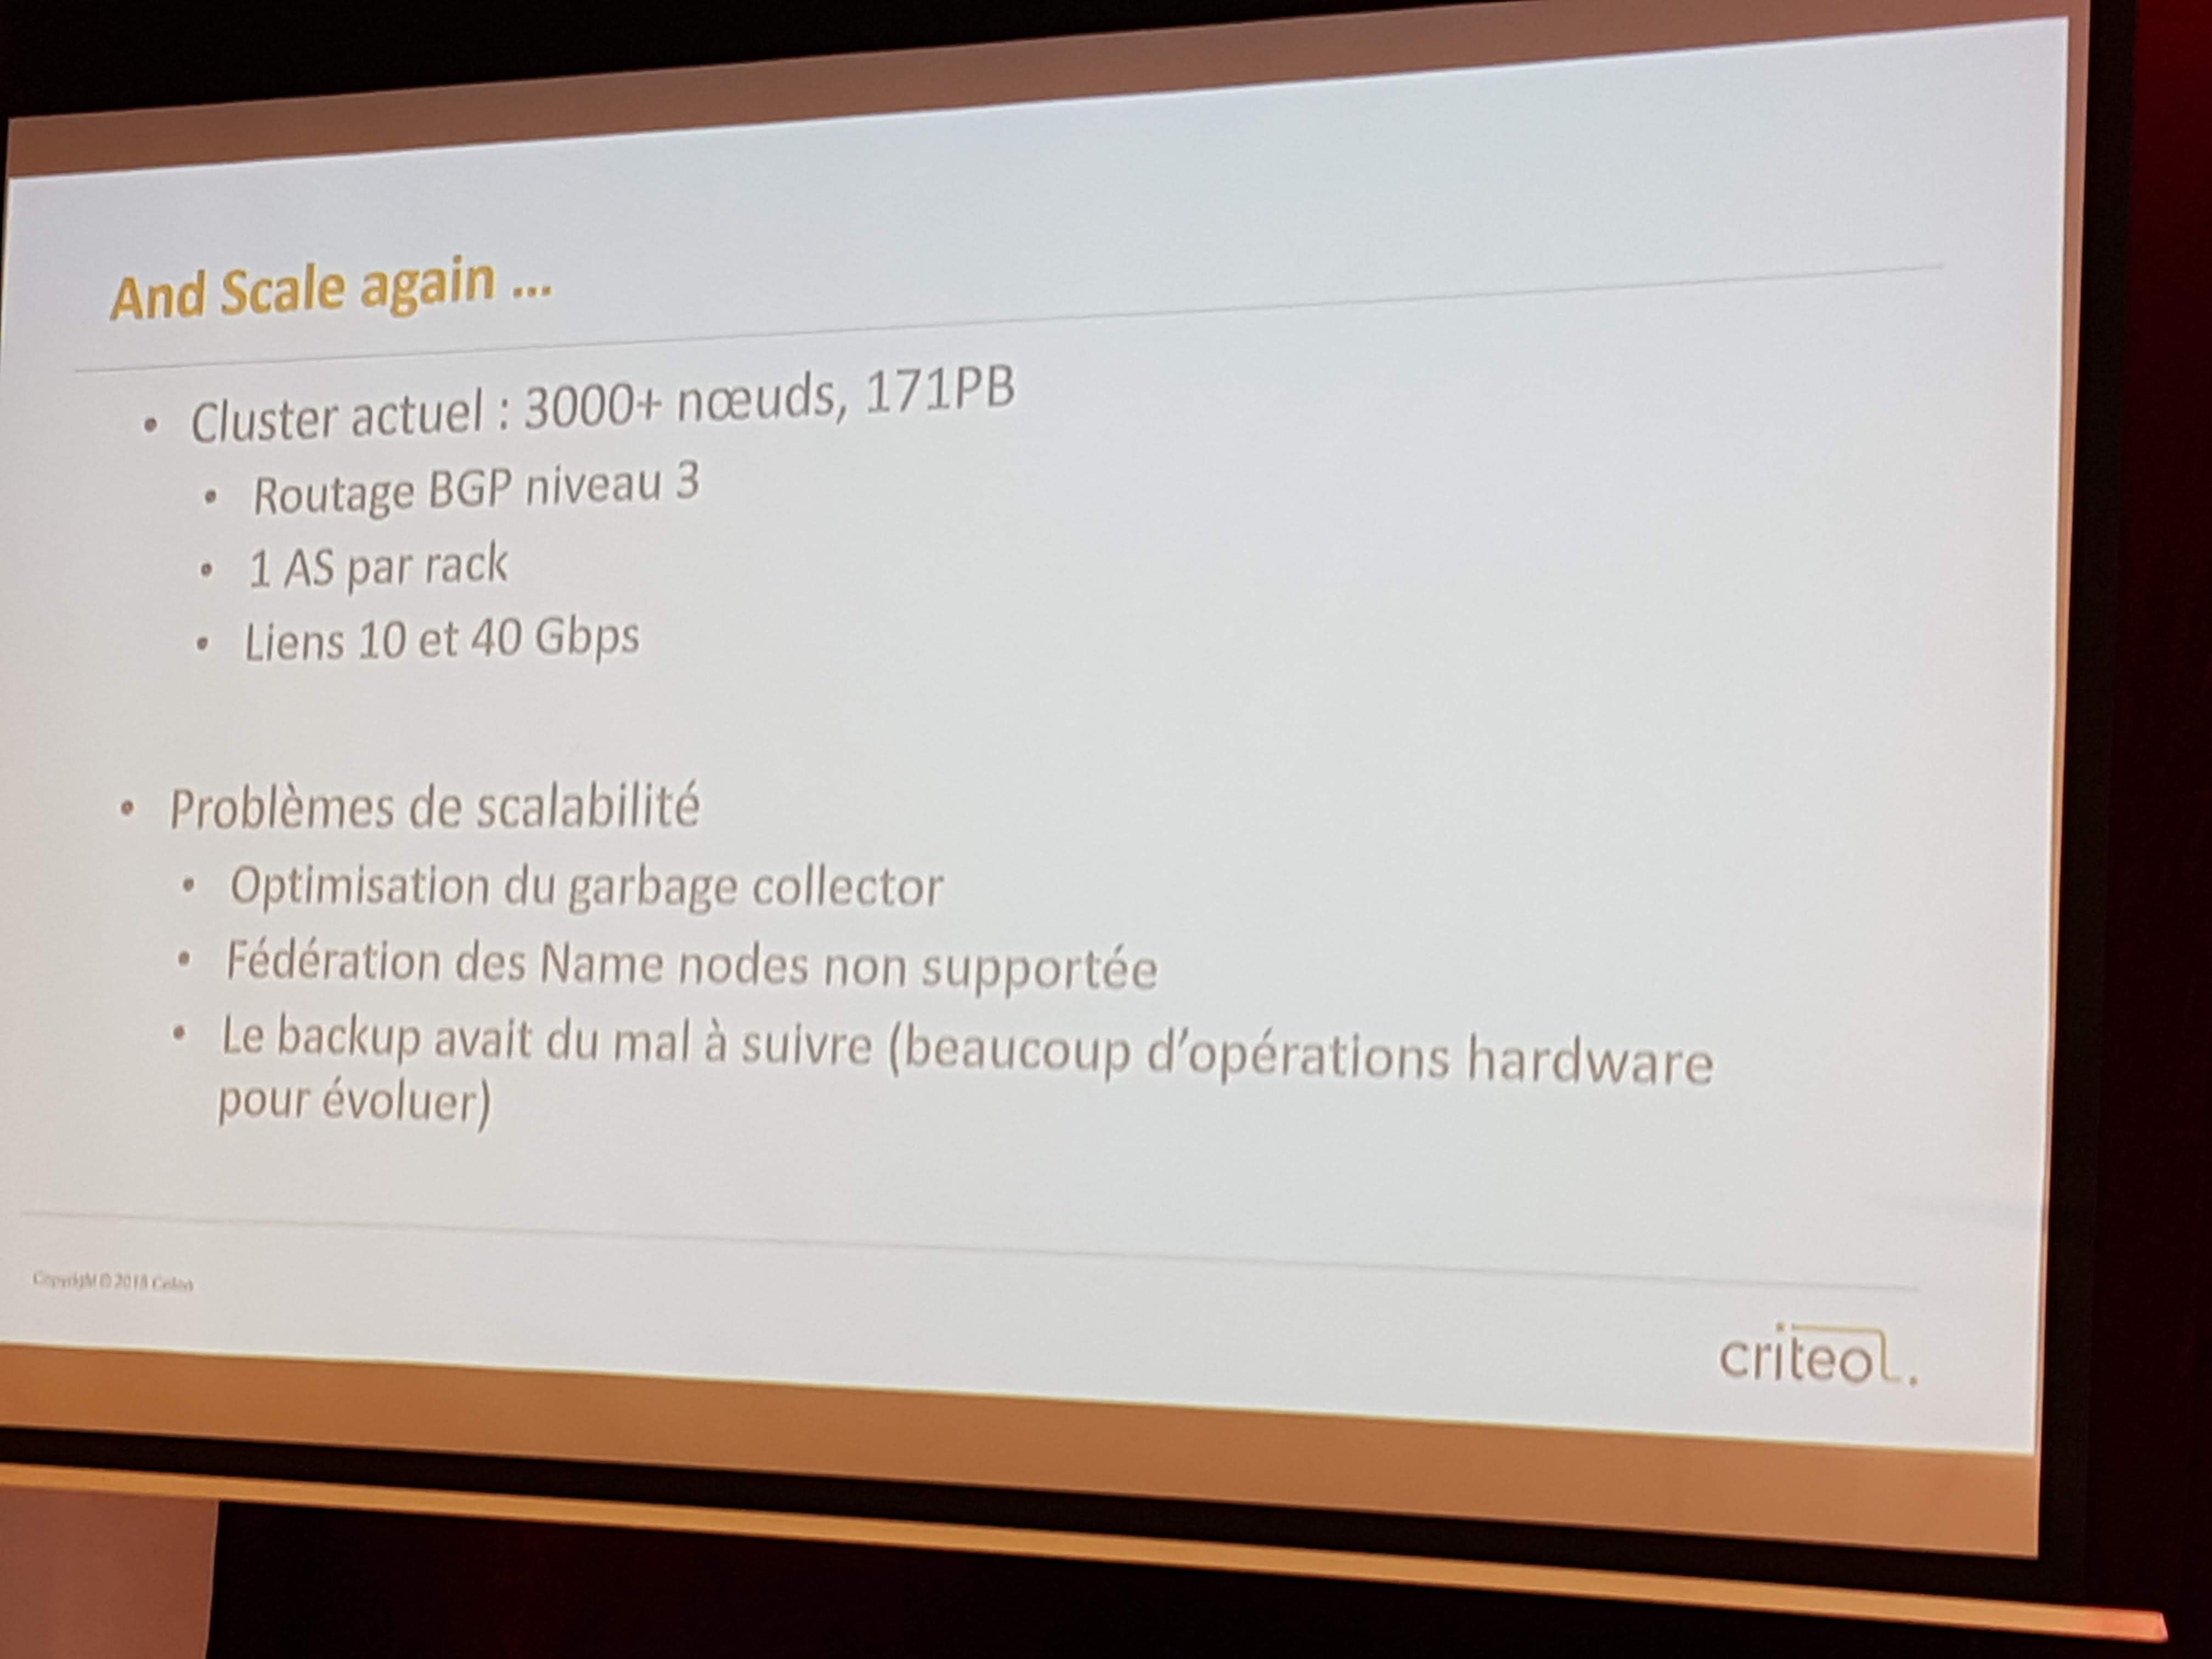 And Scale again ...
• Cluster actuel : 3000+ nœuds, 171PB
• Routage BGP niveau 3
• 1 AS par rack
• Liens 10 et 40 Gbps
• Problèmes de scalabilité
• Optimisation du garbage collector
• Fédération des Name nodes non supportée
• Le backup avait du mal à suivre (beaucoup d'opérations hardware
pour évoluer)
Copyright © 2018 Criteo
criteol.